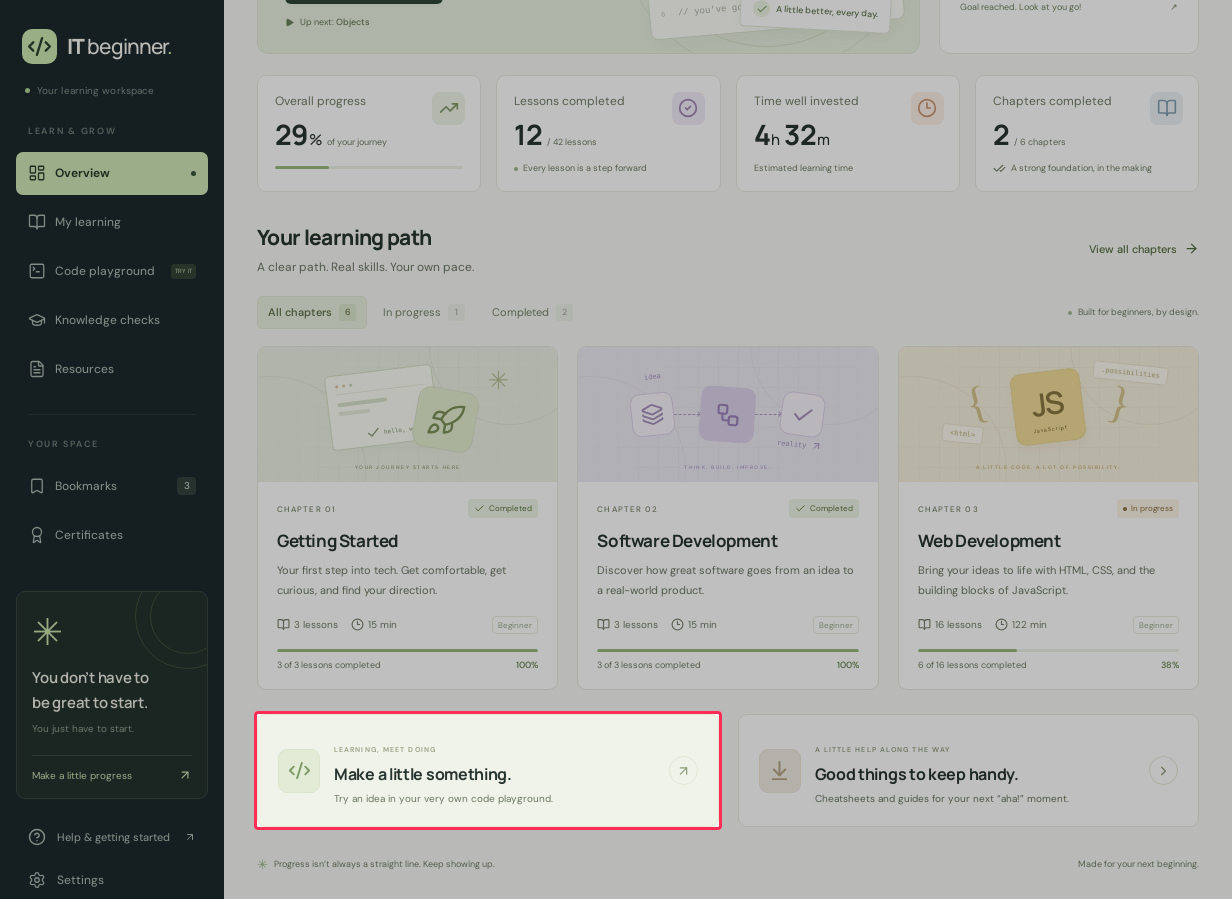 IT beginner.
Your learning workspace
LEARN & GROW
Overview
My learning
Code playground TRY IT
Knowledge checks
Resources
YOUR SPACE
Bookmarks 3
Certificates
You don't have to
be great to start.
You just have to start.
Make a little progress
Help & getting started
Settings
Up next: Objects
6 // you've go
A little better, every day.
Goal reached. Look at you go!
Overall progress
29% of your journey
Lessons completed
12 / 42 lessons
Every lesson is a step forward
Time well invested
4h 32m
Estimated learning time
Chapters completed
2 / 6 chapters
A strong foundation, in the making
Your learning path
A clear path. Real skills. Your own pace.
View all chapters
All chapters 6 In progress 1 Completed 2
Built for beginners, by design.
hello, w
YOUR JOURNEY STARTS HERE
CHAPTER 01 Completed
Getting Started
Your first step into tech. Get comfortable, get
curious, and find your direction.
3 lessons 15 min Beginner
3 of 3 lessons completed 100%
idea
reality
THINK. BUILD. IMPROVE.
CHAPTER 02 Completed
Software Development
Discover how great software goes from an idea to
a real-world product.
3 lessons 15 min Beginner
3 of 3 lessons completed 100%
.possibilities
{ JS }
JavaScript
<html>
A LITTLE CODE. A LOT OF POSSIBILITY.
CHAPTER 03 In progress
Web Development
Bring your ideas to life with HTML, CSS, and the
building blocks of JavaScript.
16 lessons 122 min Beginner
6 of 16 lessons completed 38%
LEARNING, MEET DOING
Make a little something.
Try an idea in your very own code playground.
A LITTLE HELP ALONG THE WAY
Good things to keep handy.
Cheatsheets and guides for your next "aha!" moment.
Progress isn't always a straight line. Keep showing up.
Made for your next beginning.